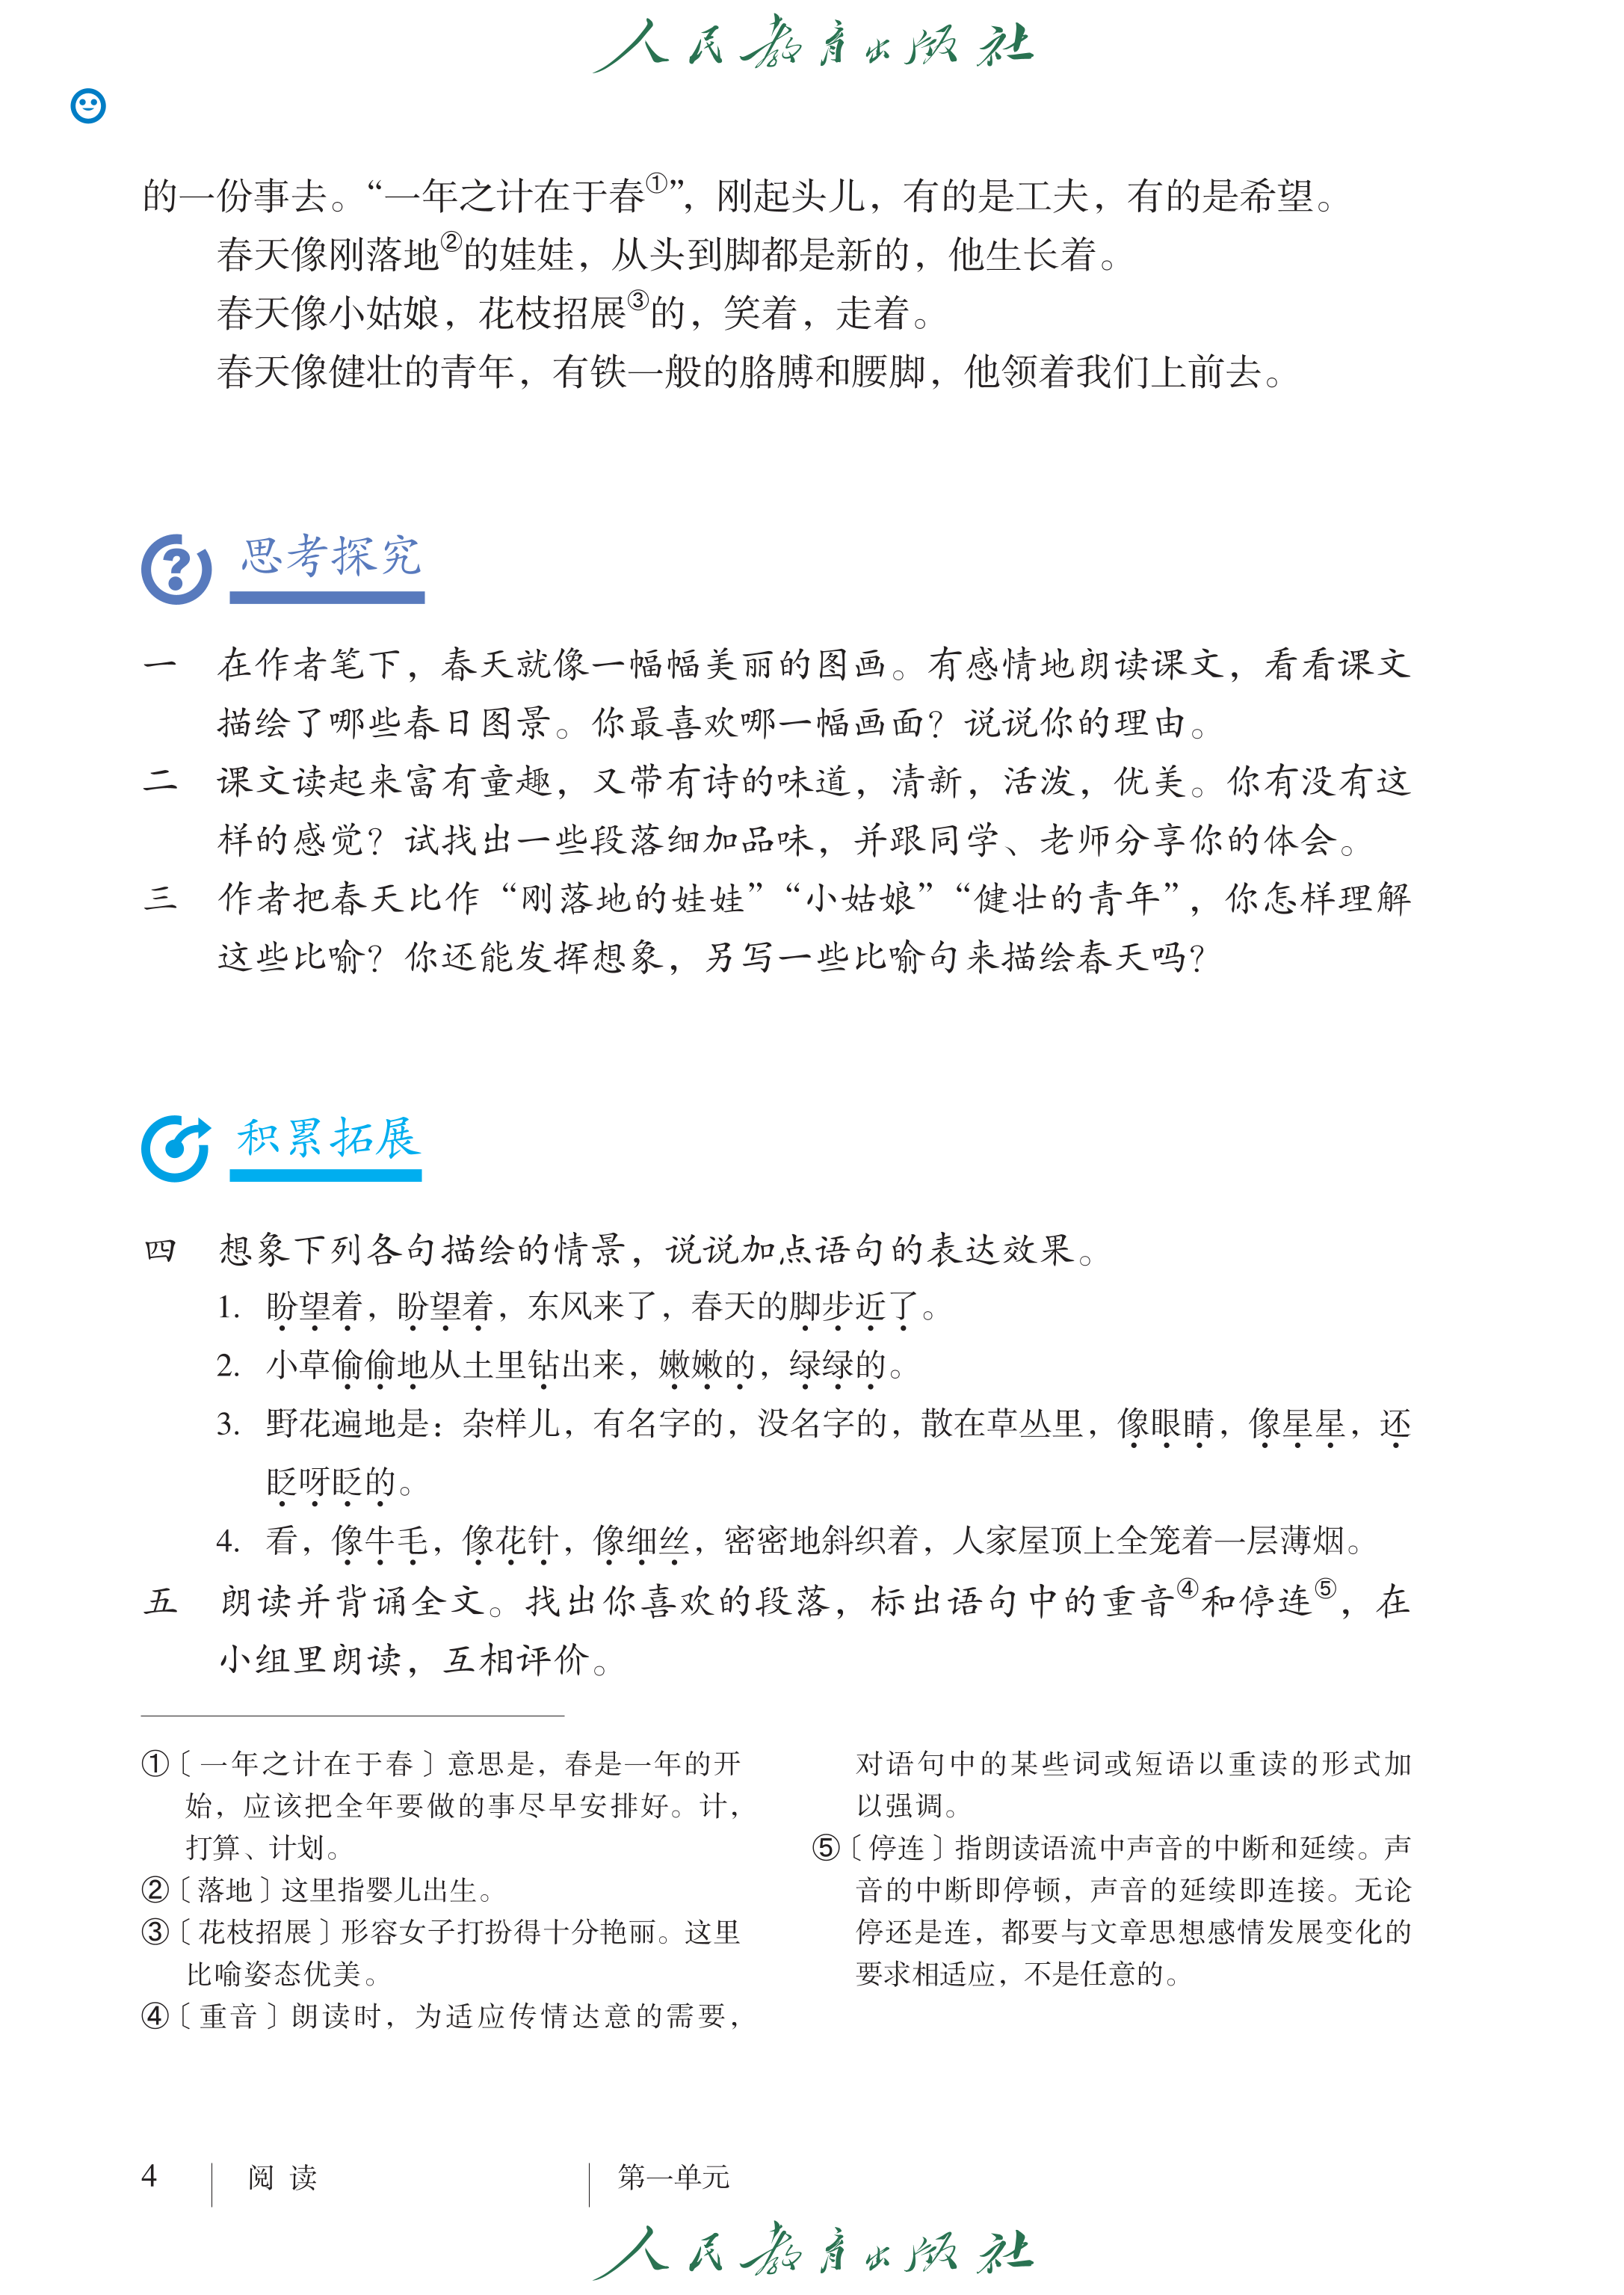 人民教育出版社
的一份事去。“一年之计在于春①”，刚起头儿，有的是工夫，有的是希望。
春天像刚落地②的娃娃，从头到脚都是新的，他生长着。
春天像小姑娘，花枝招展③的，笑着，走着。
春天像健壮的青年，有铁一般的胳膊和腰脚，他领着我们上前去。
思考探究
一 在作者笔下，春天就像一幅幅美丽的图画。有感情地朗读课文，看看课文
描绘了哪些春日图景。你最喜欢哪一幅画面？说说你的理由。
二 课文读起来富有童趣，又带有诗的味道，清新，活泼，优美。你有没有这
样的感觉？试找出一些段落细加品味，并跟同学、老师分享你的体会。
三 作者把春天比作“刚落地的娃娃”“小姑娘”“健壮的青年”，你怎样理解
这些比喻？你还能发挥想象，另写一些比喻句来描绘春天吗？
积累拓展
四 想象下列各句描绘的情景，说说加点语句的表达效果。
1. 盼望着，盼望着，东风来了，春天的脚步近了。
2. 小草偷偷地从土里钻出来，嫩嫩的，绿绿的。
3. 野花遍地是：杂样儿，有名字的，没名字的，散在草丛里，像眼睛，像星星，还
眨呀眨的。
4. 看，像牛毛，像花针，像细丝，密密地斜织着，人家屋顶上全笼着一层薄烟。
五 朗读并背诵全文。找出你喜欢的段落，标出语句中的重音④和停连⑤，在
小组里朗读，互相评价。
①〔一年之计在于春〕意思是，春是一年的开
始，应该把全年要做的事尽早安排好。计，
打算、计划。
②〔落地〕这里指婴儿出生。
③〔花枝招展〕形容女子打扮得十分艳丽。这里
比喻姿态优美。
④〔重音〕朗读时，为适应传情达意的需要，
对语句中的某些词或短语以重读的形式加
以强调。
⑤〔停连〕指朗读语流中声音的中断和延续。声
音的中断即停顿，声音的延续即连接。无论
停还是连，都要与文章思想感情发展变化的
要求相适应，不是任意的。
4 阅读 第一单元
人民教育出版社